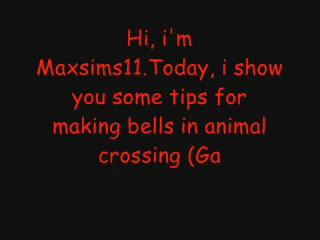 Hi, i'm
Maxsims11.Today, i show
you some tips for
making bells in animal
crossing (Ga